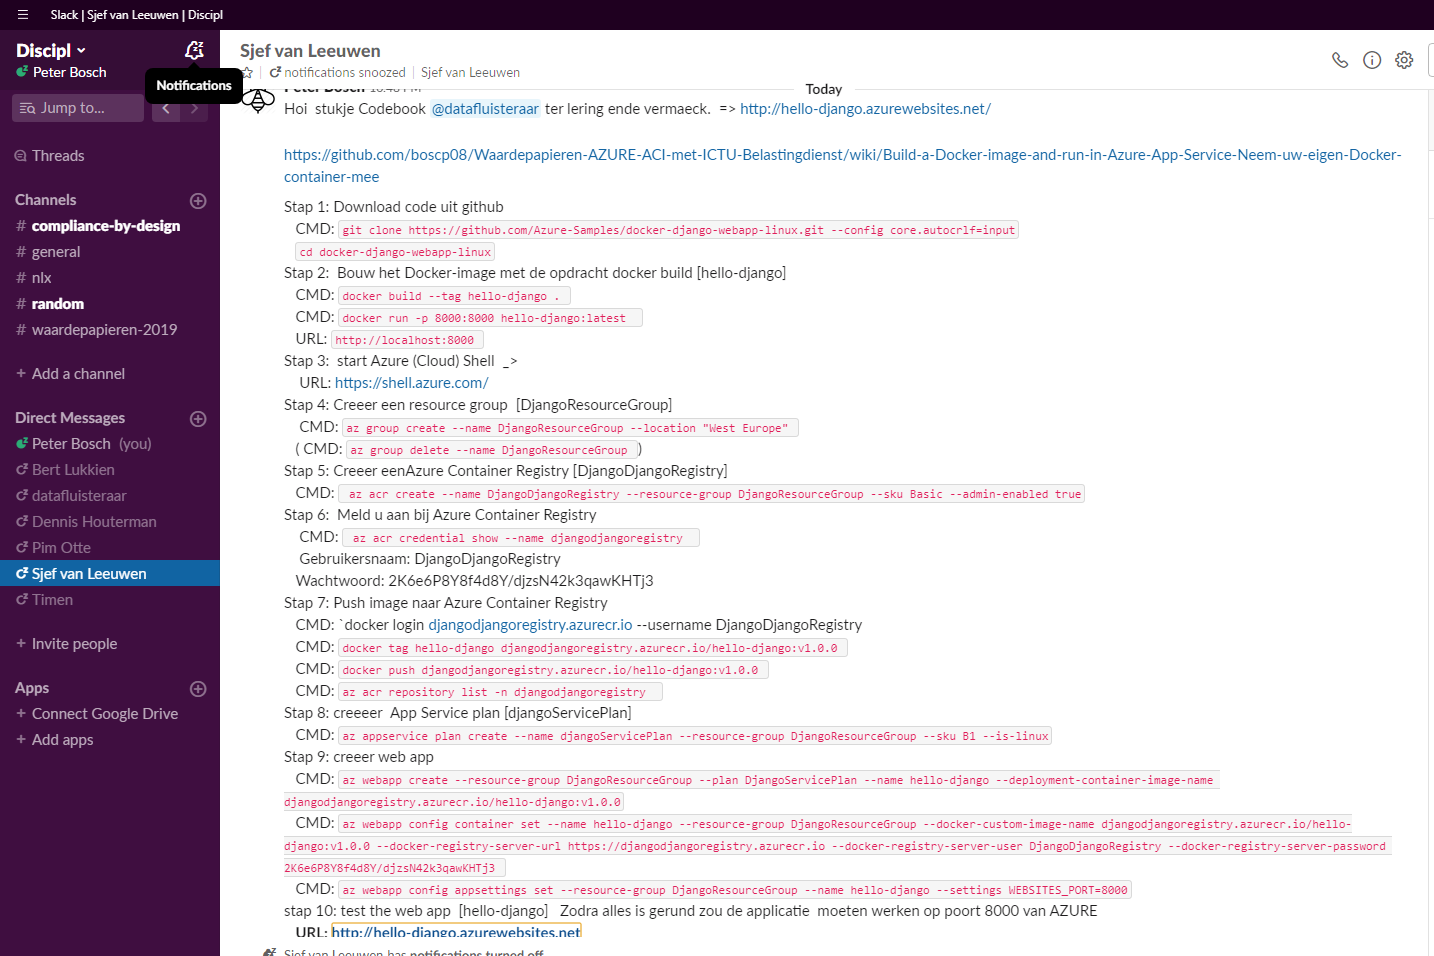 Slack | Sjef van Leeuwen | Discipl
Discipl
Peter Bosch
Notifications
Jump to...
Threads
Channels
# compliance-by-design
# general
# nlx
# random
# waardepapieren-2019
+ Add a channel
Direct Messages
Peter Bosch (you)
Bert Lukkien
datafluisteraar
Dennis Houterman
Pim Otte
Sjef van Leeuwen
Timen
+ Invite people
Apps
+ Connect Google Drive
+ Add apps
Sjef van Leeuwen
notifications snoozed | Sjef van Leeuwen
Today
Peter Bosch
Hoi stukje Codebook @datafluisteraar ter lering ende vermaeck. => http://hello-django.azurewebsites.net/
https://github.com/boscp08/Waardepapieren-AZURE-ACI-met-ICTU-Belastingdienst/wiki/Build-a-Docker-image-and-run-in-Azure-App-Service-Neem-uw-eigen-Docker-
container-mee
Stap 1: Download code uit github
CMD: git clone https://github.com/Azure-Samples/docker-django-webapp-linux.git --config core.autocrlf=input
cd docker-django-webapp-linux
Stap 2: Bouw het Docker-image met de opdracht docker build [hello-django]
CMD: docker build --tag hello-django .
CMD: docker run -p 8000:8000 hello-django:latest
URL: http://localhost:8000
Stap 3: start Azure (Cloud) Shell _>
URL: https://shell.azure.com/
Stap 4: Creeer een resource group [DjangoResourceGroup]
CMD: az group create --name DjangoResourceGroup --location "West Europe"
( CMD: az group delete --name DjangoResourceGroup )
Stap 5: Creeer eenAzure Container Registry [DjangoDjangoRegistry]
CMD: az acr create --name DjangoDjangoRegistry --resource-group DjangoResourceGroup --sku Basic --admin-enabled true
Stap 6: Meld u aan bij Azure Container Registry
CMD: az acr credential show --name djangodjangoregistry
Gebruikersnaam: DjangoDjangoRegistry
Wachtwoord: 2K6e6P8Y8f4d8Y/djzsN42k3qawKHTj3
Stap 7: Push image naar Azure Container Registry
CMD: `docker login djangodjangoregistry.azurecr.io --username DjangoDjangoRegistry
CMD: docker tag hello-django djangodjangoregistry.azurecr.io/hello-django:v1.0.0
CMD: docker push djangodjangoregistry.azurecr.io/hello-django:v1.0.0
CMD: az acr repository list -n djangodjangoregistry
Stap 8: creeeer App Service plan [djangoServicePlan]
CMD: az appservice plan create --name djangoServicePlan --resource-group DjangoResourceGroup --sku B1 --is-linux
Stap 9: creeer web app
CMD: az webapp create --resource-group DjangoResourceGroup --plan DjangoServicePlan --name hello-django --deployment-container-image-name
djangodjangoregistry.azurecr.io/hello-django:v1.0.0
CMD: az webapp config container set --name hello-django --resource-group DjangoResourceGroup --docker-custom-image-name djangodjangoregistry.azurecr.io/hello-
django:v1.0.0 --docker-registry-server-url https://djangodjangoregistry.azurecr.io --docker-registry-server-user DjangoDjangoRegistry --docker-registry-server-password
2K6e6P8Y8f4d8Y/djzsN42k3qawKHTj3
CMD: az webapp config appsettings set --resource-group DjangoResourceGroup --name hello-django --settings WEBSITES_PORT=8000
stap 10: test the web app [hello-django] Zodra alles is gerund zou de applicatie moeten werken op poort 8000 van AZURE
URL: http://hello-django.azurewebsites.net
Sjef van Leeuwen has notifications turned off